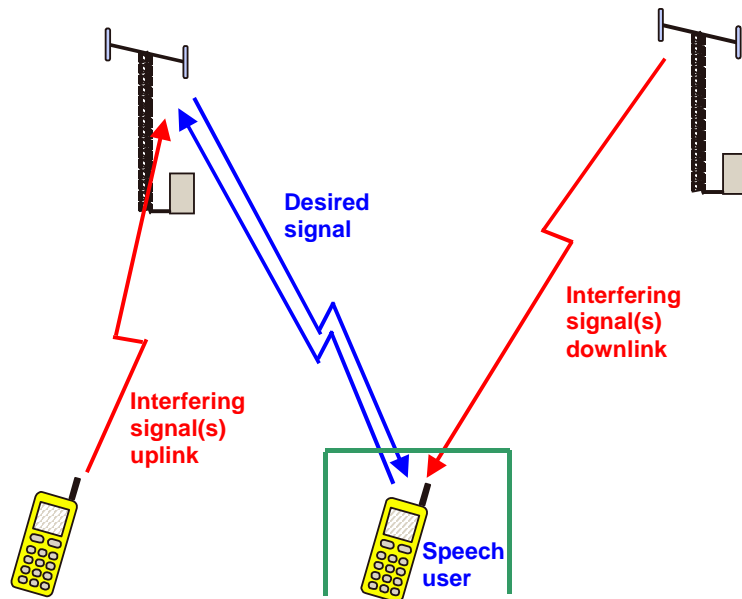 Desired
signal
Interfering
signal(s)
downlink
Interfering
signal(s)
uplink
Speech
user